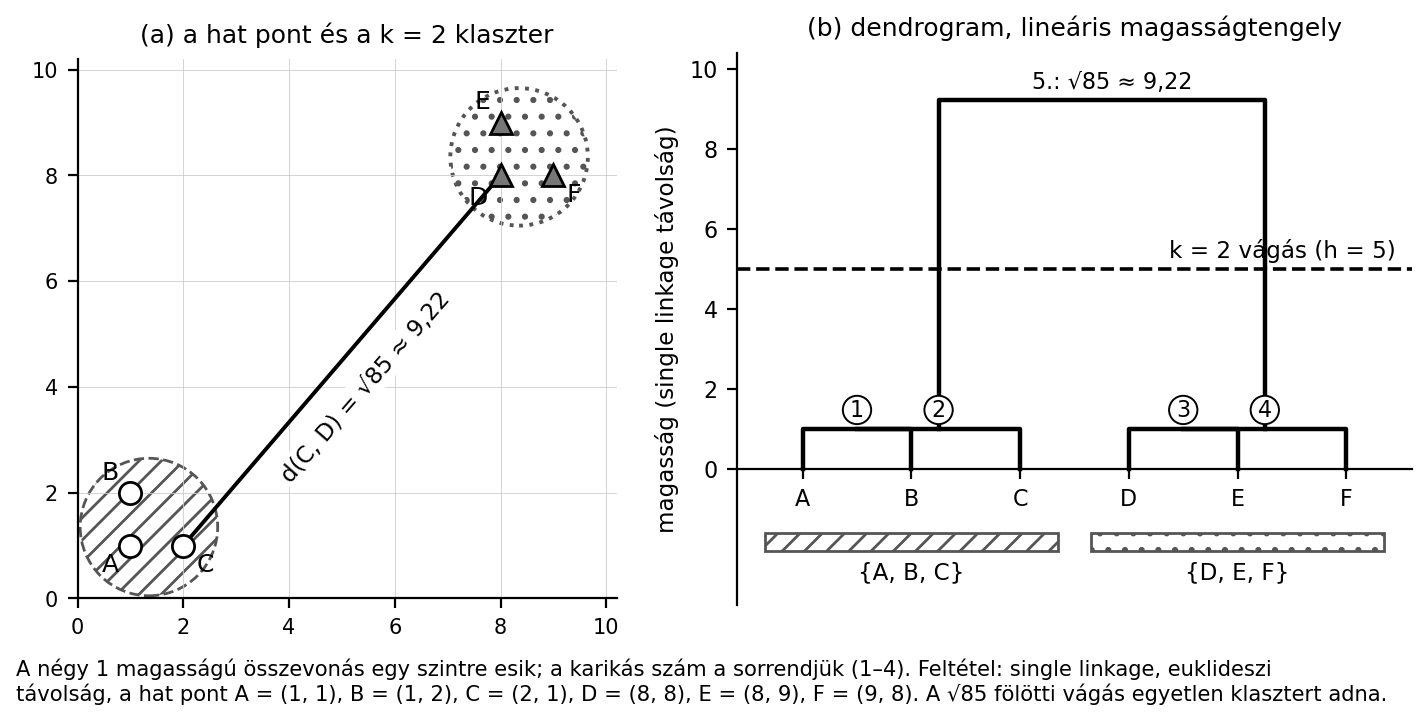 (a) a hat pont és a k = 2 klaszter
10
8
6
4
2
0
0
2
4
6
8
10
E
D
F
d(C, D) = √85 ≈ 9,22
B
A
C
(b) dendrogram, lineáris magasságtengely
magasság (single linkage távolság)
10
8
6
4
2
0
5.: √85 ≈ 9,22
k = 2 vágás (h = 5)
1
2
3
4
A
B
C
D
E
F
{A, B, C}
{D, E, F}
A négy 1 magasságú összevonás egy szintre esik; a karikás szám a sorrendjük (1–4). Feltétel: single linkage, euklideszi
távolság, a hat pont A = (1, 1), B = (1, 2), C = (2, 1), D = (8, 8), E = (8, 9), F = (9, 8). A √85 fölötti vágás egyetlen klasztert adna.